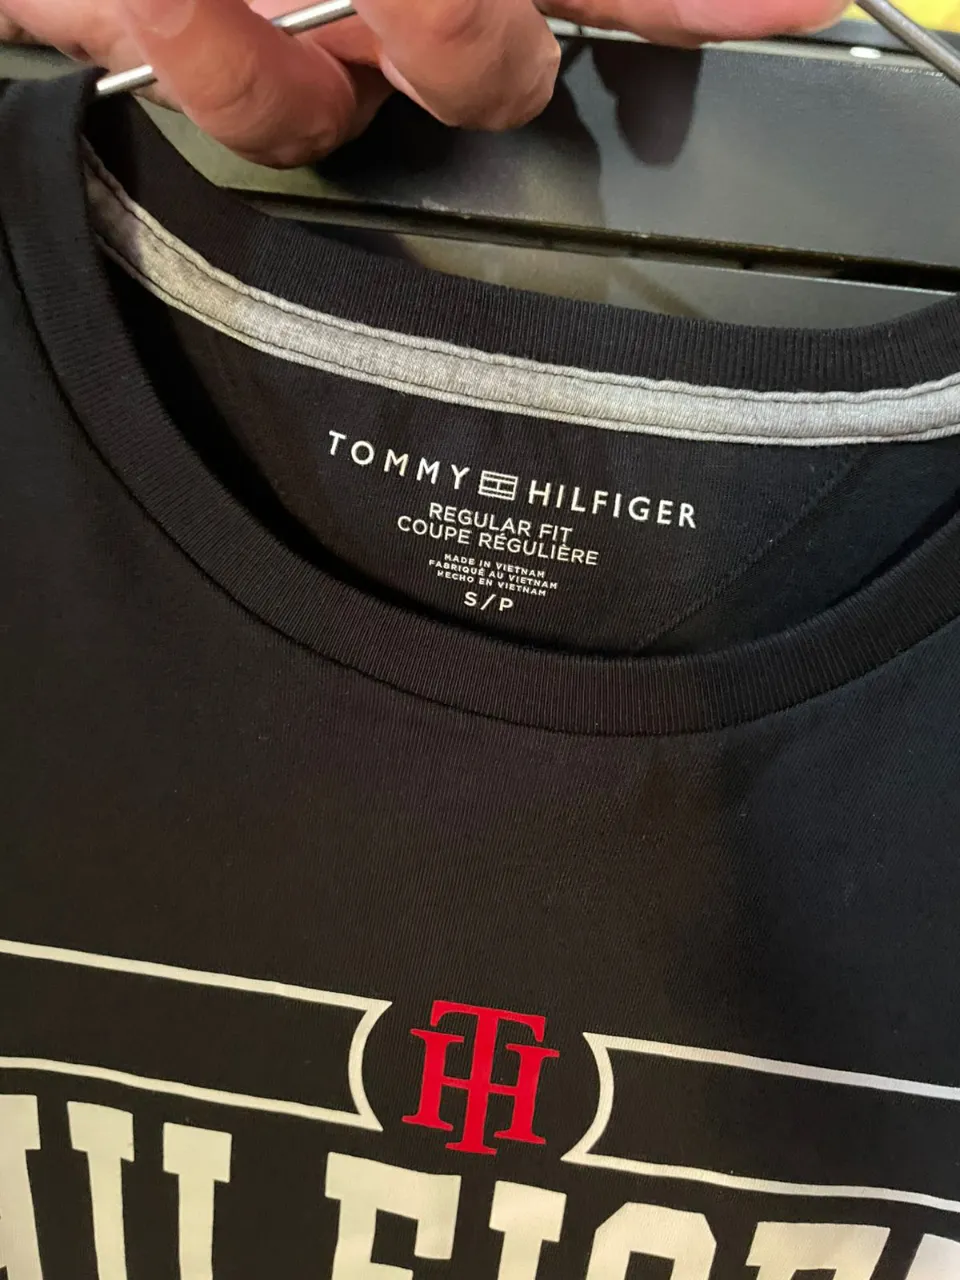 TOMMY HILFIGER
REGULAR FIT
COUPE RÉGULIÈRE
MADE IN VIETNAM
FABRIQUÉ AU VIETNAM
HECHO EN VIETNAM
S/P
TH